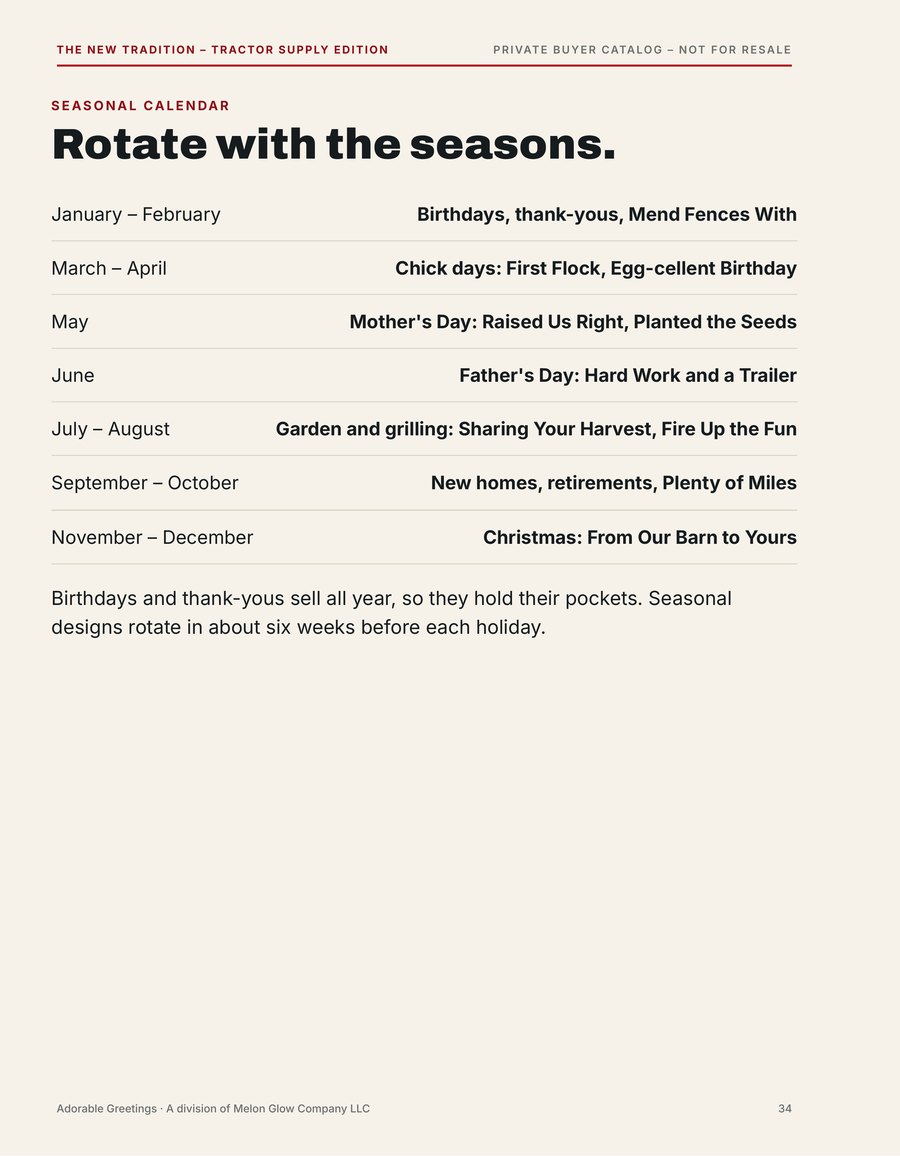 THE NEW TRADITION – TRACTOR SUPPLY EDITION
PRIVATE BUYER CATALOG – NOT FOR RESALE
SEASONAL CALENDAR
Rotate with the seasons.
January – February Birthdays, thank-yous, Mend Fences With
March – April Chick days: First Flock, Egg-cellent Birthday
May Mother's Day: Raised Us Right, Planted the Seeds
June Father's Day: Hard Work and a Trailer
July – August Garden and grilling: Sharing Your Harvest, Fire Up the Fun
September – October New homes, retirements, Plenty of Miles
November – December Christmas: From Our Barn to Yours
Birthdays and thank-yous sell all year, so they hold their pockets. Seasonal
designs rotate in about six weeks before each holiday.
Adorable Greetings · A division of Melon Glow Company LLC
34